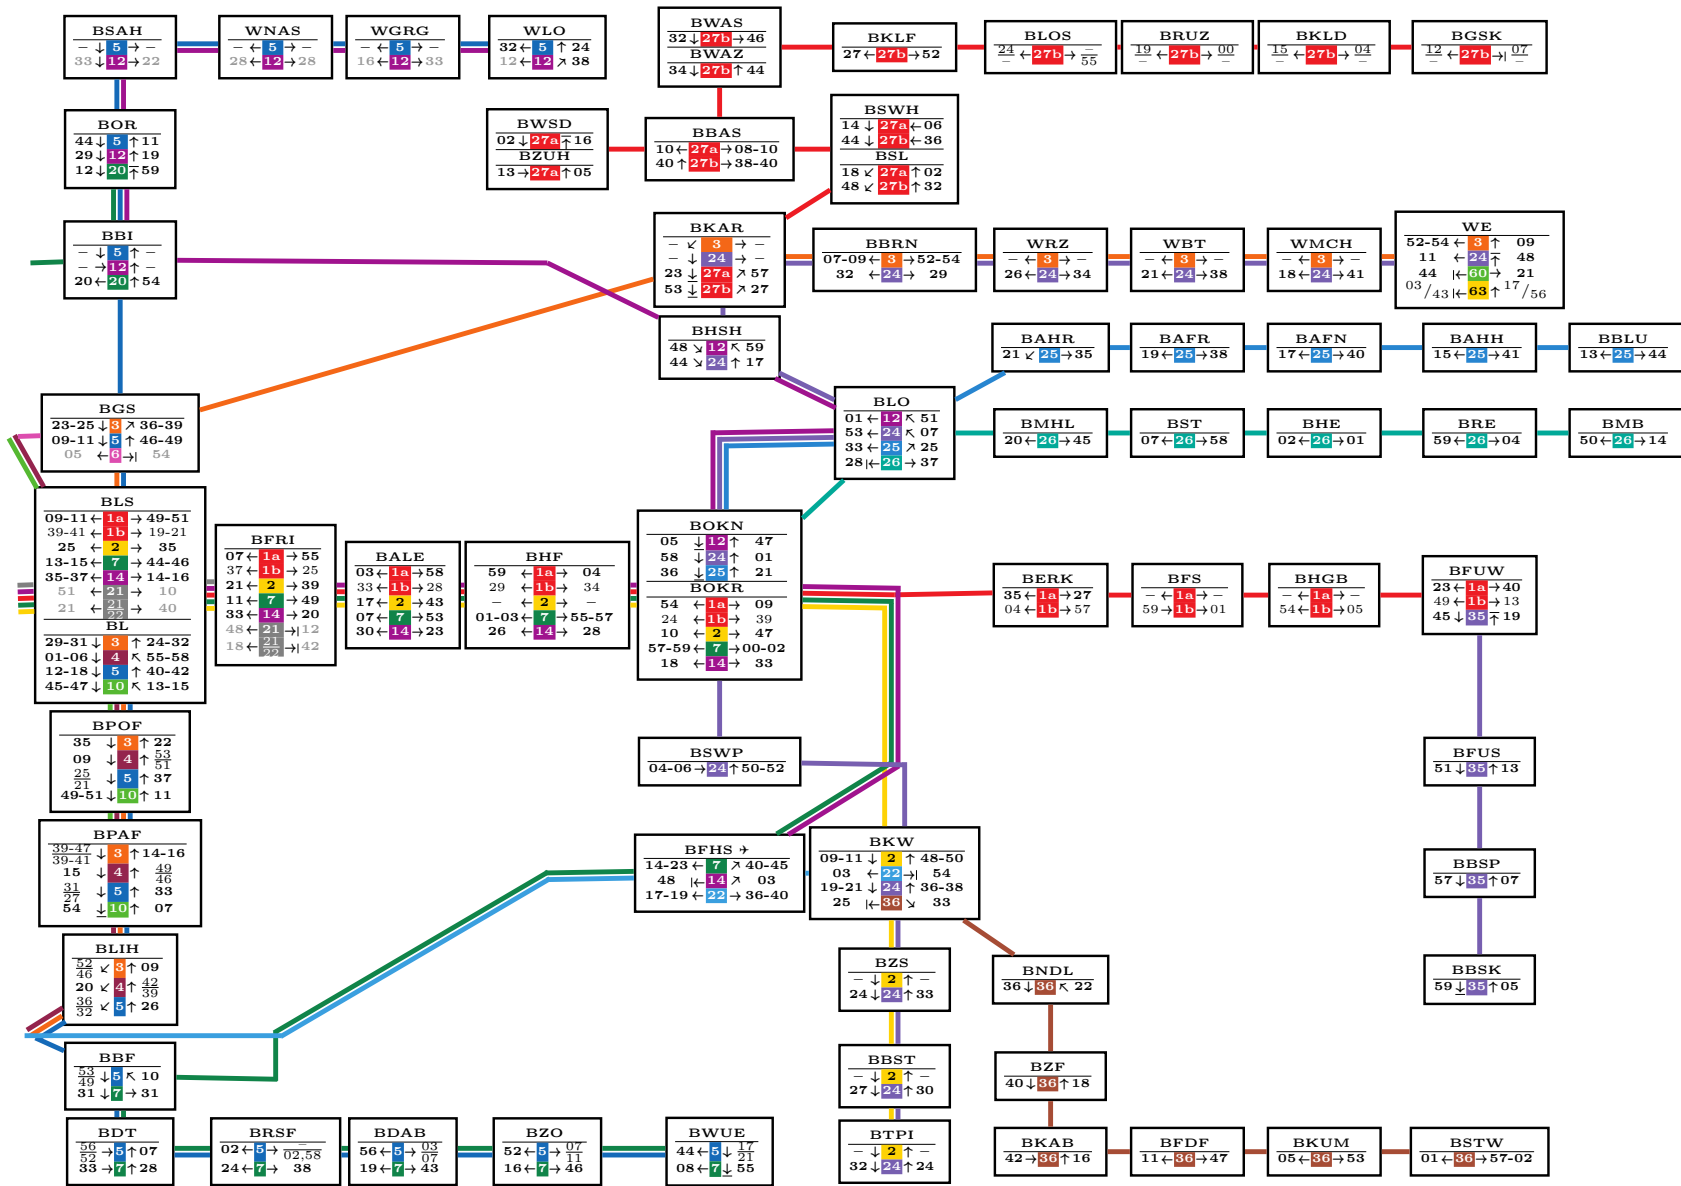 BSAH
– ↓ 5 → –
33 ↓ 12 → 22
WNAS
– ← 5 → –
28 ← 12 → 28
WGRG
– ← 5 → –
16 ← 12 → 33
WLO
32 ← 5 ↑ 24
12 ← 12 ↗ 38
BWAS
32 ↓ 27b → 46
BWAZ
34 ↓ 27b ↑ 44
BKLF
27 ← 27b → 52
BLOS
24/– ← 27b → –/55
BRUZ
19/– ← 27b → 00/–
BKLD
15/– ← 27b → 04/–
BGSK
12/– ← 27b →| 07/–
BOR
44 ↓ 5 ↑ 11
29 ↓ 12 ↑ 19
12 ↓ 20 ↑ 59
BWSD
02 ↓ 27a ↑ 16
BZUH
13 → 27a ↑ 05
BBAS
10 ← 27a → 08-10
40 ↑ 27b → 38-40
BSWH
14 ↓ 27a ← 06
44 ↓ 27b ← 36
BSL
18 ↙ 27a ↑ 02
48 ↙ 27b ↑ 32
BBI
– ↓ 5 ↑ –
– → 12 ↑ –
20 ← 20 ↑ 54
BKAR
– ↙ 3 → –
– ↓ 24 → –
23 ↓ 27a ↗ 57
53 ↓ 27b ↗ 27
BBRN
07-09 ← 3 → 52-54
32 ← 24 → 29
WRZ
– ← 3 → –
26 ← 24 → 34
WBT
– ← 3 → –
21 ← 24 → 38
WMCH
– ← 3 → –
18 ← 24 → 41
WE
52-54 ← 3 ↑ 09
11 ← 24 ↑ 48
44 |← 60 → 21
03/43 |← 63 ↑ 17/56
BHSH
48 ↘ 12 ↖ 59
44 ↘ 24 ↑ 17
BAHR
21 ↙ 25 → 35
BAFR
19 ← 25 → 38
BAFN
17 ← 25 → 40
BAHH
15 ← 25 → 41
BBLU
13 ← 25 → 44
BGS
23-25 ↓ 3 ↗ 36-39
09-11 ↓ 5 ↑ 46-49
05 ← 6 →| 54
BLO
01 ← 12 ↖ 51
53 ← 24 ↖ 07
33 ← 25 ↗ 25
28 |← 26 → 37
BMHL
20 ← 26 → 45
BST
07 ← 26 → 58
BHE
02 ← 26 → 01
BRE
59 ← 26 → 04
BMB
50 ← 26 → 14
BLS
09-11 ← 1a → 49-51
39-41 ← 1b → 19-21
25 ← 2 → 35
13-15 ← 7 → 44-46
35-37 ← 14 → 14-16
51 ← 21 → 10
21 ← 21/22 → 40
BL
29-31 ↓ 3 ↑ 24-32
01-06 ↓ 4 ↖ 55-58
12-18 ↓ 5 ↑ 40-42
45-47 ↓ 10 ↖ 13-15
BFRI
07 ← 1a → 55
37 ← 1b → 25
21 ← 2 → 39
11 ← 7 → 49
33 ← 14 → 20
48 ← 21 →| 12
18 ← 21/22 →| 42
BALE
03 ← 1a → 58
33 ← 1b → 28
17 ← 2 → 43
07 ← 7 → 53
30 ← 14 → 23
BHF
59 ← 1a → 04
29 ← 1b → 34
– ← 2 → –
01-03 ← 7 → 55-57
26 ← 14 → 28
BOKN
05 ↓ 12 ↑ 47
58 ↓ 24 ↑ 01
36 ↓ 25 ↑ 21
BOKR
54 ← 1a → 09
24 ← 1b → 39
10 ← 2 → 47
57-59 ← 7 → 00-02
18 ← 14 → 33
BERK
35 ← 1a → 27
04 ← 1b → 57
BFS
– ← 1a → –
59 → 1b → 01
BHGB
– ← 1a → –
54 ← 1b → 05
BFUW
23 ← 1a → 40
49 ← 1b → 13
45 ↓ 35 ↑ 19
BPOF
35 ↓ 3 ↑ 22
09 ↓ 4 ↑ 53/51
25/21 ↓ 5 ↑ 37
49-51 ↓ 10 ↑ 11
BSWP
04-06 → 24 ↑ 50-52
BFUS
51 ↓ 35 ↑ 13
BPAF
39-47/39-41 ↓ 3 ↑ 14-16
15 ↓ 4 ↑ 49/46
31/27 ↓ 5 ↑ 33
54 ↓ 10 ↑ 07
BFHS ✈
14-23 ← 7 ↗ 40-45
48 |← 14 ↗ 03
17-19 ← 22 → 36-40
BKW
09-11 ↓ 2 ↑ 48-50
03 ← 22 →| 54
19-21 ↓ 24 ↑ 36-38
25 |← 36 ↘ 33
BBSP
57 ↓ 35 ↑ 07
BLIH
52/46 ↙ 3 ↑ 09
20 ↙ 4 ↑ 42/39
36/32 ↙ 5 ↑ 26
BZS
– ↓ 2 ↑ –
24 ↓ 24 ↑ 33
BNDL
36 ↓ 36 ↖ 22
BBSK
59 ↓ 35 ↑ 05
BBF
53/49 ↓ 5 ↖ 10
31 ↓ 7 → 31
BBST
– ↓ 2 ↑ –
27 ↓ 24 ↑ 30
BZF
40 ↓ 36 ↑ 18
BDT
56/52 → 5 ↑ 07
33 → 7 ↑ 28
BRSF
02 ← 5 → –/02,58
24 ← 7 → 38
BDAB
56 ← 5 → 03/07
19 ← 7 → 43
BZO
52 ← 5 → 07/11
16 ← 7 → 46
BWUE
44 ← 5 ↓ 17/21
08 ← 7 ↓ 55
BTPI
– ↓ 2 ↑ –
32 ↓ 24 ↑ 24
BKAB
42 → 36 ↑ 16
BFDF
11 ← 36 → 47
BKUM
05 ← 36 → 53
BSTW
01 ← 36 → 57-02